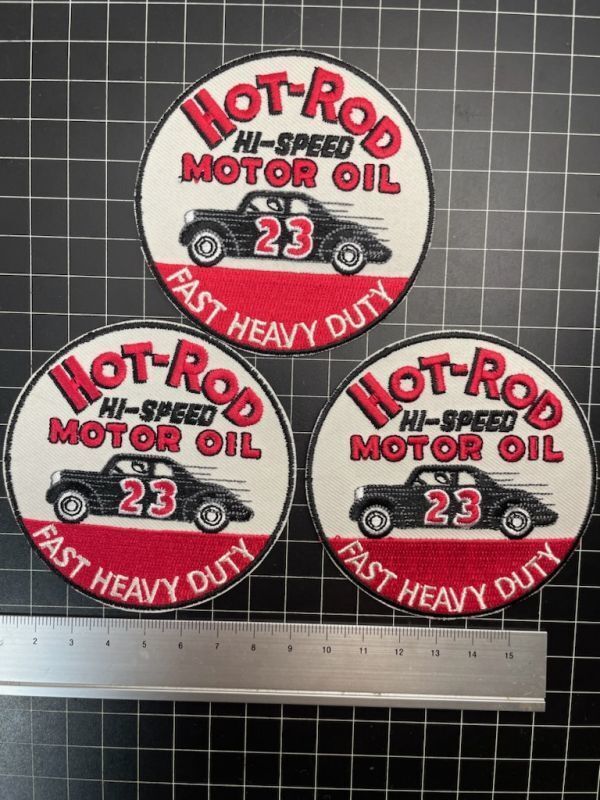 HOT-ROD
HI-SPEED
MOTOR OIL
23
FAST HEAVY DUTY
HOT-ROD
HI-SPEED
MOTOR OIL
23
FAST HEAVY DUTY
HOT-ROD
HI-SPEED
MOTOR OIL
23
FAST HEAVY DUTY
2 3 4 5 6 7 8 9 10 11 12 13 14 15